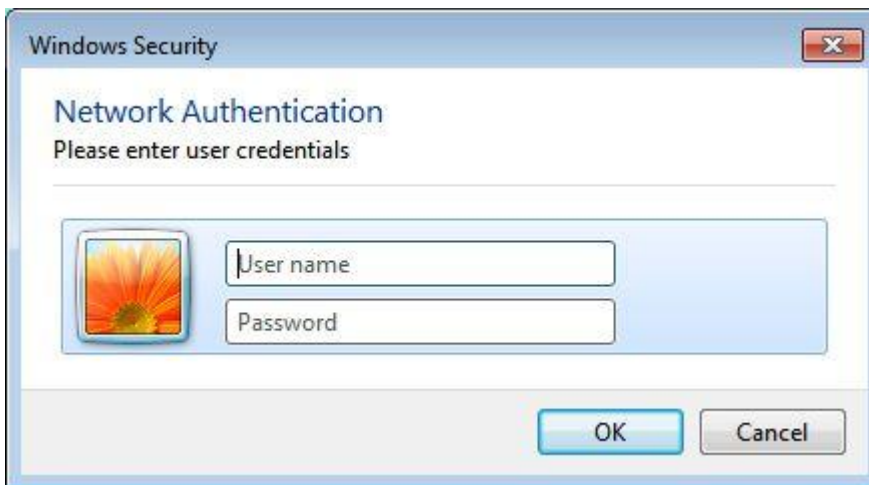 Windows Security
Network Authentication
Please enter user credentials
User name
Password
OK
Cancel